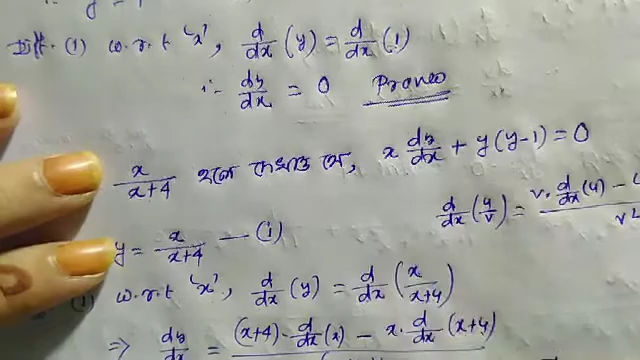 ∴ y = 1
Diff. (1) w.r.t 'x', d/dx (y) = d/dx (1)
∴ dy/dx = 0 Proved
x/(x+4) হলে দেখাও যে, x dy/dx + y(y-1) = 0
y = x/(x+4) — (1)
d/dx (u/v) = v. d/dx (u) -
(1) w.r.t 'x', d/dx (y) = d/dx (x/(x+4))
⇒ dy/dx = (x+4)·d/dx (x) - x·d/dx (x+4)